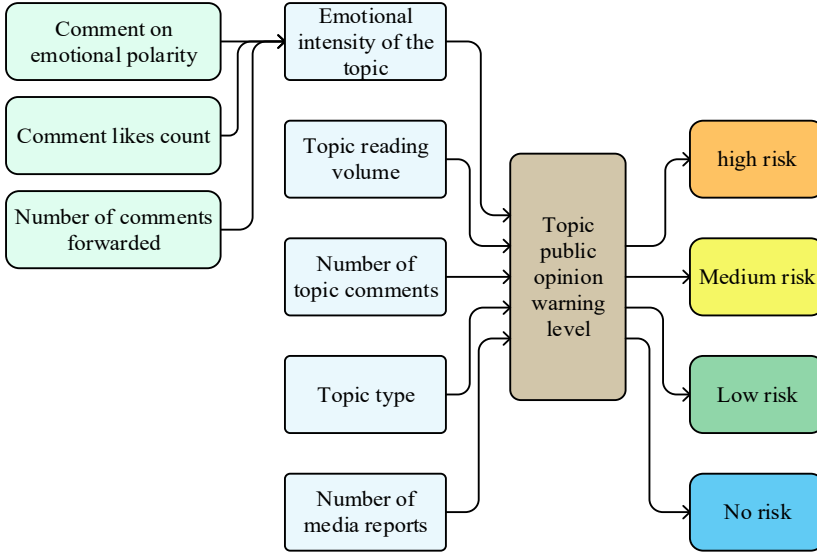 Comment on
emotional polarity
Comment likes count
Number of comments
forwarded
Emotional
intensity of the
topic
Topic reading
volume
Number of
topic comments
Topic type
Number of
media reports
Topic
public
opinion
warning
level
high risk
Medium risk
Low risk
No risk